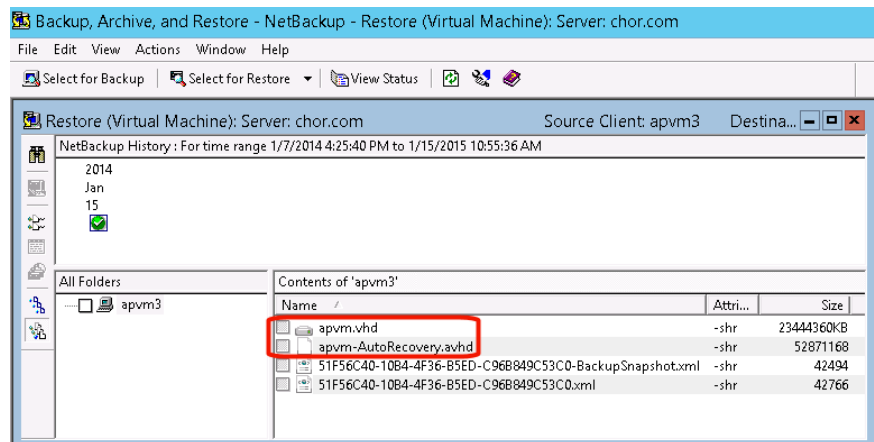 Backup, Archive, and Restore - NetBackup - Restore (Virtual Machine): Server: chor.com
File Edit View Actions Window Help
Select for Backup Select for Restore View Status
Restore (Virtual Machine): Server: chor.com Source Client: apvm3 Destina...
NetBackup History : For time range 1/7/2014 4:25:40 PM to 1/15/2015 10:55:36 AM
2014
Jan
15
All Folders Contents of 'apvm3'
apvm3 Name / Attri... Size
apvm.vhd -shr 23444360KB
apvm-AutoRecovery.avhd -shr 52871168
51F56C40-10B4-4F36-B5ED-C96B849C53C0-BackupSnapshot.xml -shr 42494
51F56C40-10B4-4F36-B5ED-C96B849C53C0.xml -shr 42766